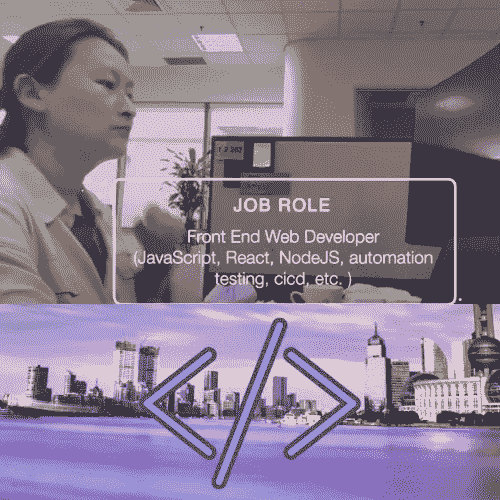 JOB ROLE
Front End Web Developer
(JavaScript, React, NodeJS, automation
testing, cicd, etc. )